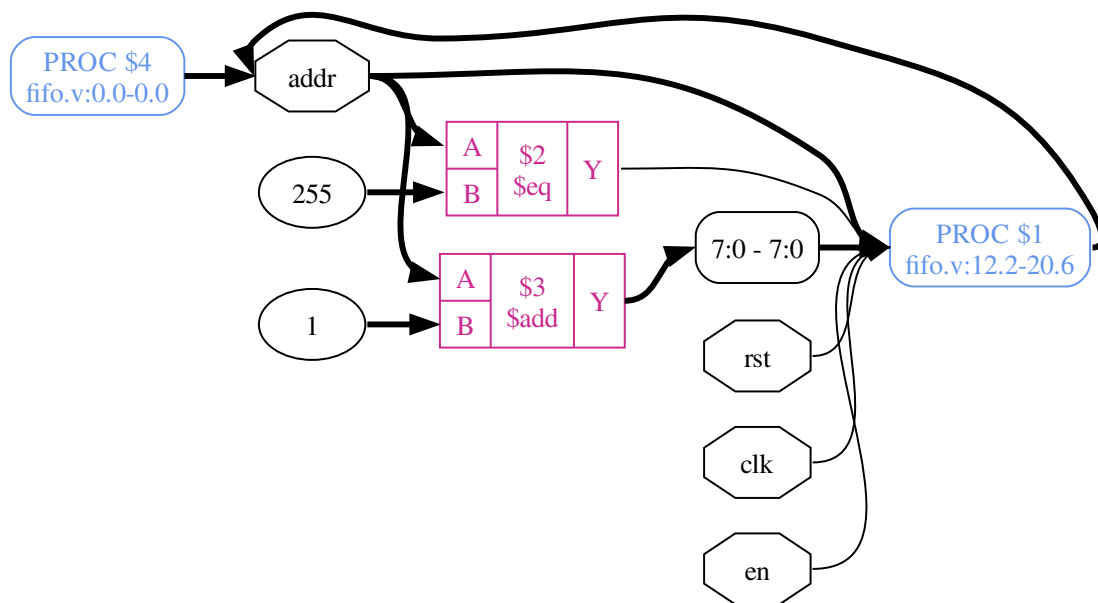 PROC $4
fifo.v:0.0-0.0
addr
A
B
$2
$eq
Y
255
7:0 - 7:0
PROC $1
fifo.v:12.2-20.6
A
B
$3
$add
Y
1
rst
clk
en